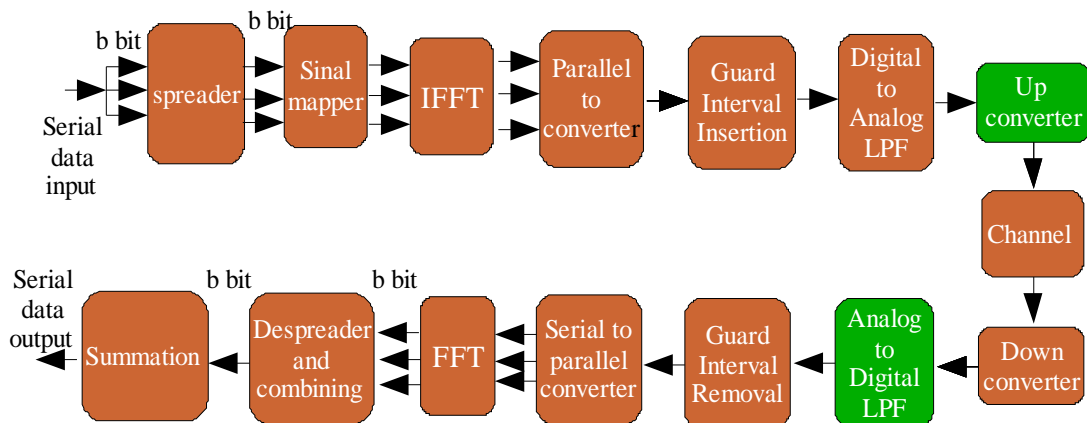 b bit
b bit
Serial
data
input
spreader
Sinal
mapper
IFFT
Parallel
to
converter
Guard
Interval
Insertion
Digital
to
Analog
LPF
Up
converter
Channel
Down
converter
Analog
to
Digital
LPF
Guard
Interval
Removal
Serial to
parallel
converter
FFT
b bit
Despreader
and
combining
b bit
Summation
Serial
data
output